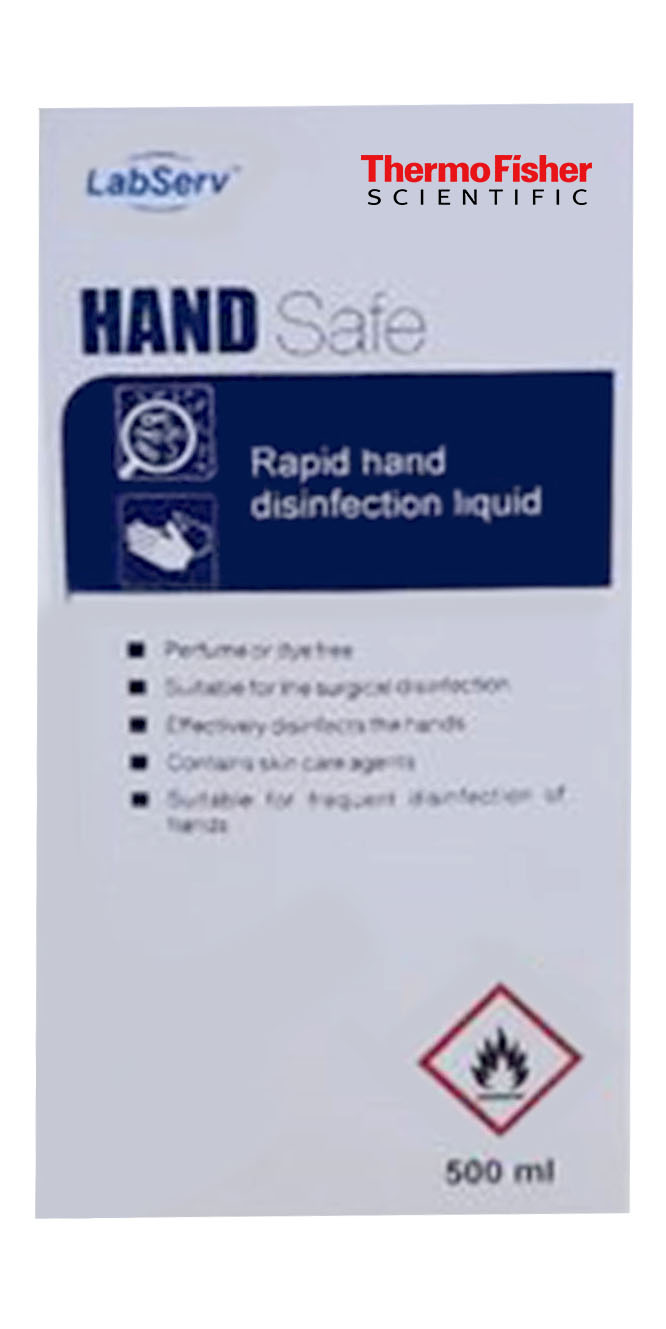 LabServ™
ThermoFisher
SCIENTIFIC
HAND Safe
Rapid hand
disinfection liquid
Perfume or dye free
Suitable for the surgical disinfection
Effectively disinfects the hands
Contains skin care agents
Suitable for frequent disinfection of
hands
500 ml